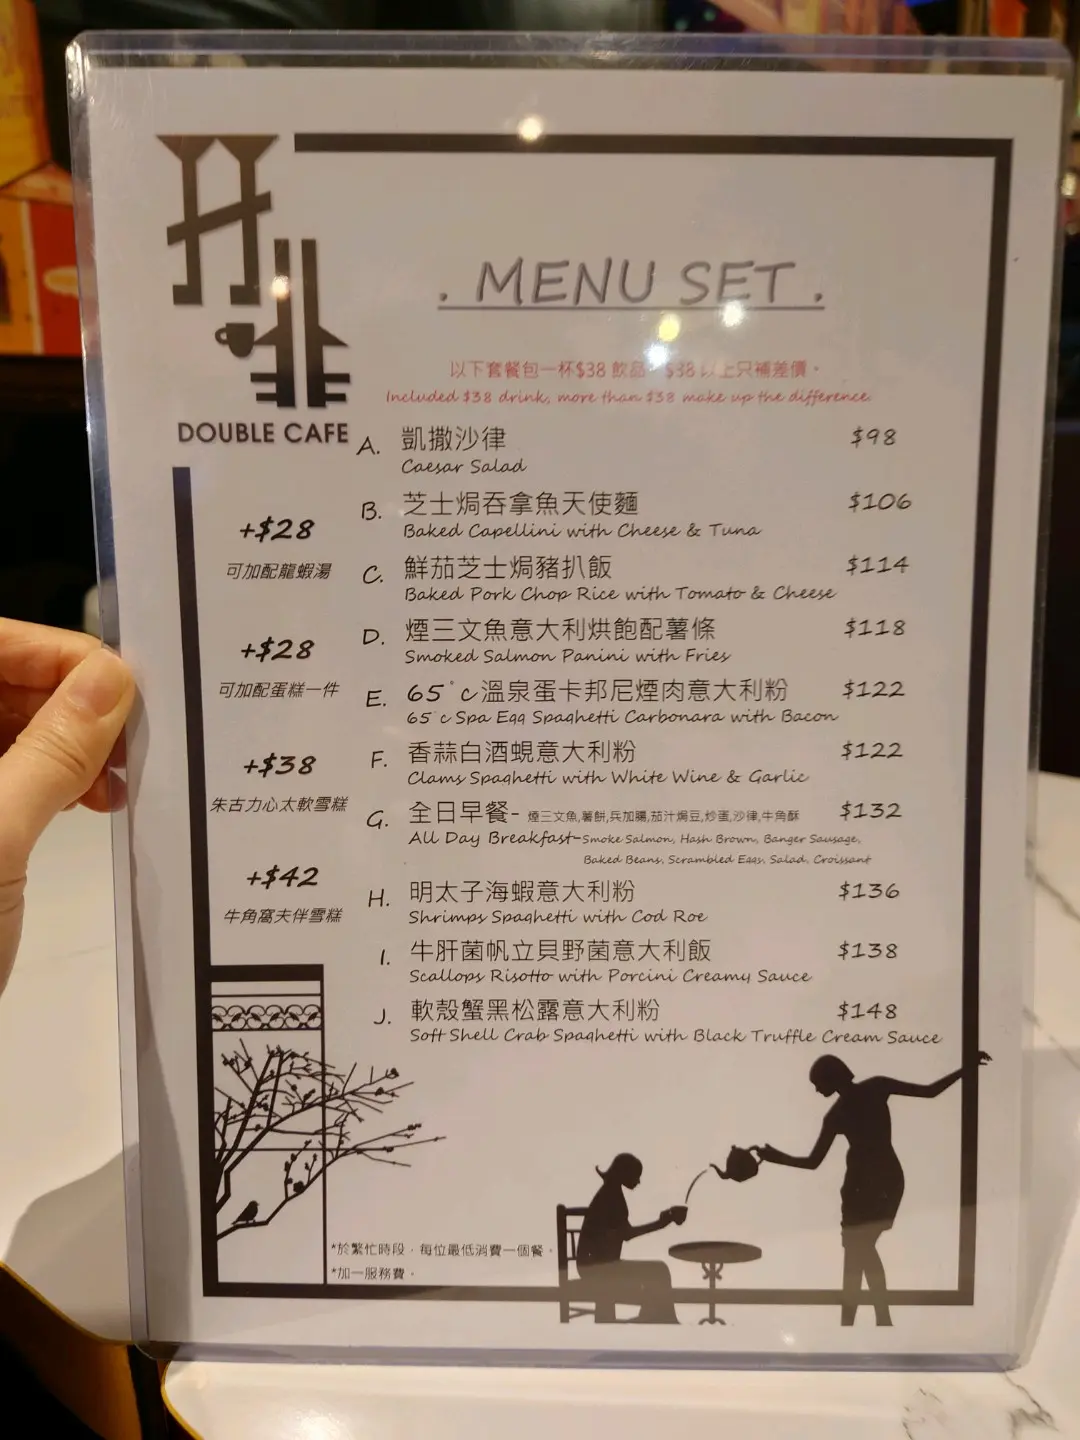 DOUBLE CAFE
. MENU SET .
以下套餐包一杯$38 飲品 $38 以上只補差價。
Included $38 drink, more than $38 make up the difference.
A. 凱撒沙律 $98
Caesar Salad
B. 芝士焗吞拿魚天使麵 $106
Baked Capellini with Cheese & Tuna
C. 鮮茄芝士焗豬扒飯 $114
Baked Pork Chop Rice with Tomato & Cheese
D. 煙三文魚意大利烘飽配薯條 $118
Smoked Salmon Panini with Fries
E. 65°c溫泉蛋卡邦尼煙肉意大利粉 $122
65°c Spa Egg Spaghetti Carbonara with Bacon
F. 香蒜白酒蜆意大利粉 $122
Clams Spaghetti with White Wine & Garlic
G. 全日早餐- 煙三文魚,薯餅,兵加腸,茄汁焗豆,炒蛋,沙律,牛角酥 $132
All Day Breakfast-Smoke Salmon, Hash Brown, Banger Sausage,
Baked Beans, Scrambled Eggs, Salad, Croissant
H. 明太子海蝦意大利粉 $136
Shrimps Spaghetti with Cod Roe
I. 牛肝菌帆立貝野菌意大利飯 $138
Scallops Risotto with Porcini Creamy Sauce
J. 軟殼蟹黑松露意大利粉 $148
Soft Shell Crab Spaghetti with Black Truffle Cream Sauce
+$28
可加配龍蝦湯
+$28
可加配蛋糕一件
+$38
朱古力心太軟雪糕
+$42
牛角窩夫伴雪糕
*於繁忙時段，每位最低消費一個餐。
*加一服務費。